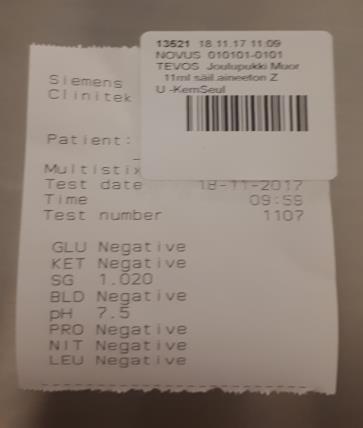 13521 18.11.17 11:09
NOVUS 010101-0101
TEVOS Joulupukki Muor
11ml säil.aineeton Z
U -KemSeul
Siemens
Clinitek
Patient:
Multistix
Test date 18-11-2017
Time 09:59
Test number 1107
GLU Negative
KET Negative
SG 1.020
BLD Negative
pH 7.5
PRO Negative
NIT Negative
LEU Negative